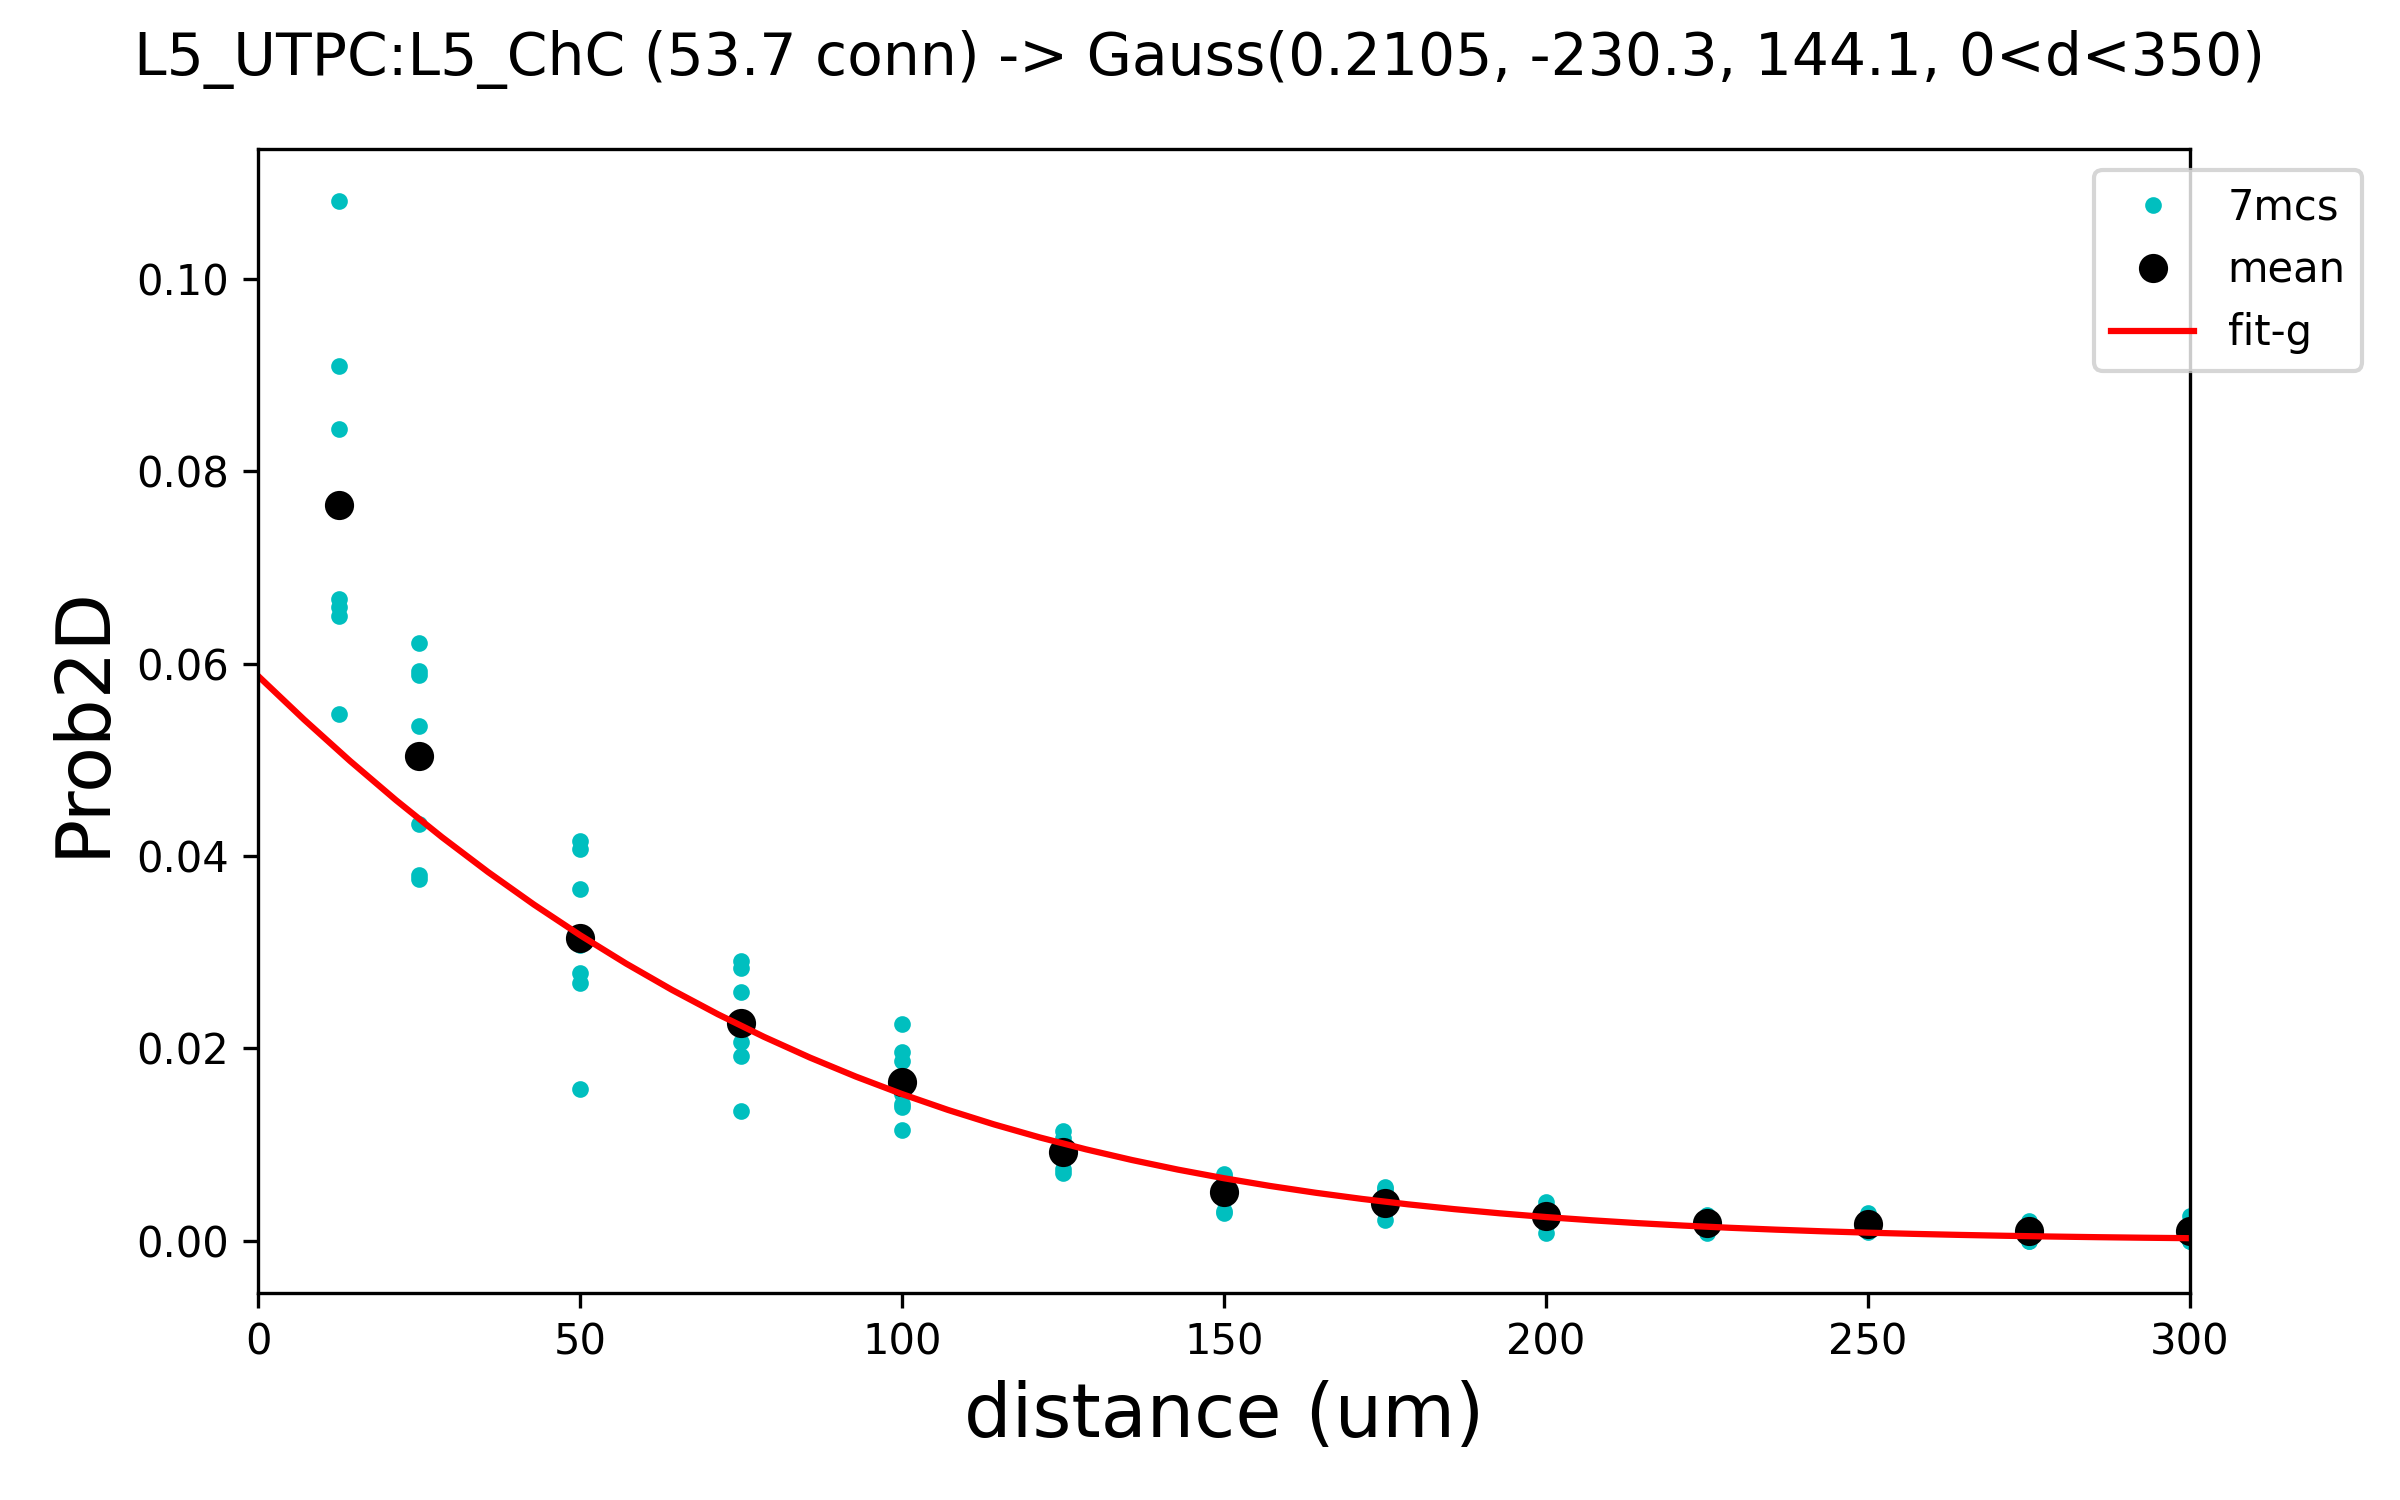 L5_UTPC:L5_ChC (53.7 conn) -> Gauss(0.2105, -230.3, 144.1, 0<d<350)
7mcs
mean
fit-g
Prob2D
0.10
0.08
0.06
0.04
0.02
0.00
0 50 100 150 200 250 300
distance (um)